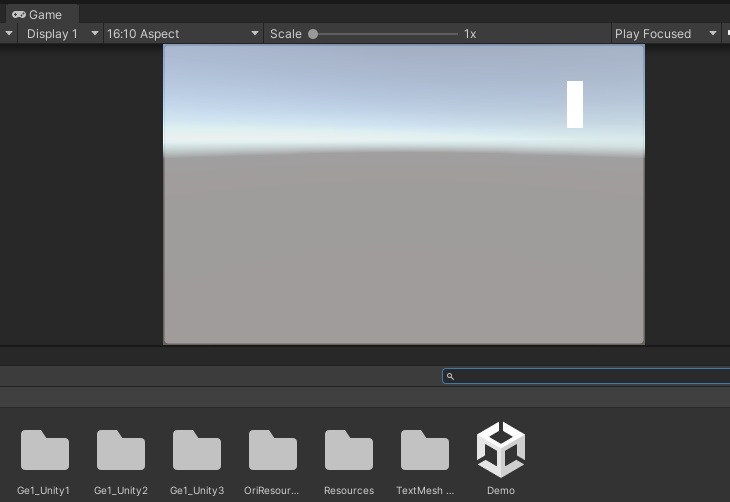 Game
Display 1 16:10 Aspect Scale 1x Play Focused
Ge1_Unity1 Ge1_Unity2 Ge1_Unity3 OriResour... Resources TextMesh ... Demo